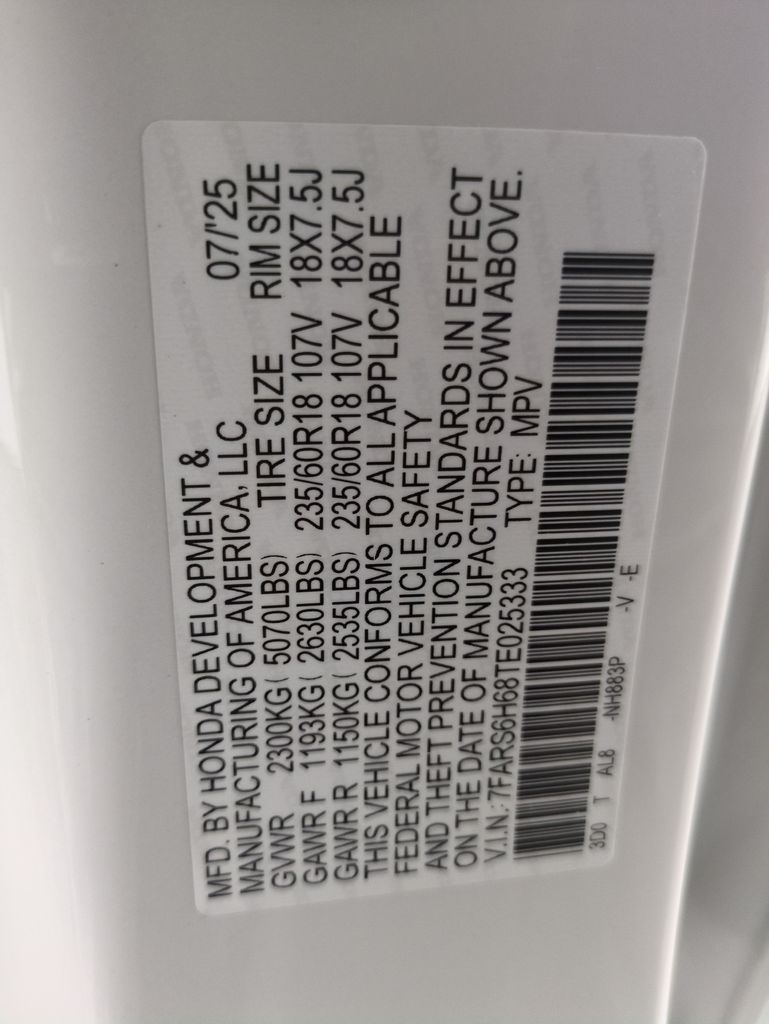 MFD. BY HONDA DEVELOPMENT &
MANUFACTURING OF AMERICA, LLC 07/'25
GVWR 2300KG ( 5070LBS) TIRE SIZE RIM SIZE
GAWR F 1193KG ( 2630LBS) 235/60R18 107V 18X7.5J
GAWR R 1150KG ( 2535LBS) 235/60R18 107V 18X7.5J
THIS VEHICLE CONFORMS TO ALL APPLICABLE
FEDERAL MOTOR VEHICLE SAFETY
AND THEFT PREVENTION STANDARDS IN EFFECT
ON THE DATE OF MANUFACTURE SHOWN ABOVE.
V.I.N.: 7FARS6H68TE025333 TYPE: MPV
3D0 T AL8 -NH883P -V -E